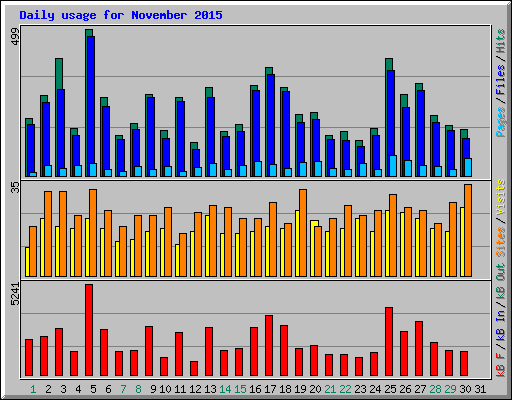 Daily usage for November 2015
499
Pages / Files / Hits
35
Sites / Visits
5241
kB F / kB In / kB Out
1 2 3 4 5 6 7 8 9 10 11 12 13 14 15 16 17 18 19 20 21 22 23 24 25 26 27 28 29 30 31